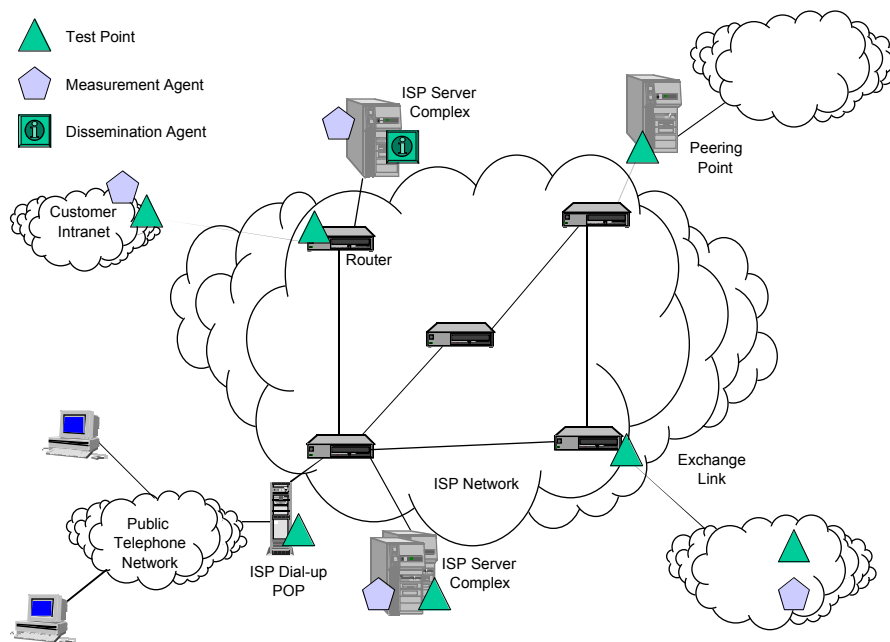 Test Point
Measurement Agent
Dissemination Agent
ISP Server
Complex
Peering
Point
Customer
Intranet
Router
ISP Network
Exchange
Link
Public
Telephone
Network
ISP Dial-up
POP
ISP Server
Complex